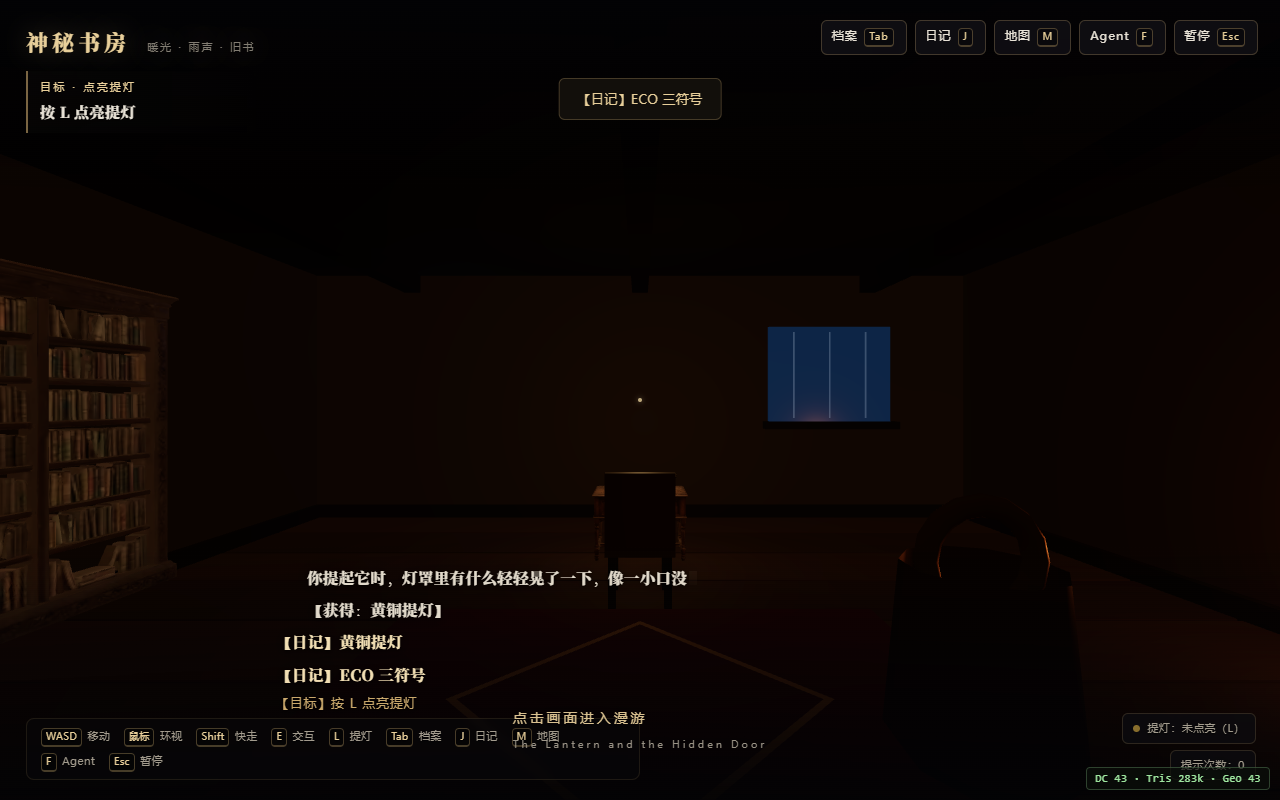 神秘书房 暖光 · 雨声 · 旧书
档案 Tab 日记 J 地图 M Agent F 暂停 Esc
目标 · 点亮提灯
按 L 点亮提灯
【日记】ECO 三符号
你提起它时，灯罩里有什么轻轻晃了一下，像一小口没
【获得：黄铜提灯】
【日记】黄铜提灯
【日记】ECO 三符号
【目标】按 L 点亮提灯
点击画面进入漫游
The Lantern and the Hidden Door
WASD 移动 鼠标 环视 Shift 快走 E 交互 L 提灯 Tab 档案 J 日记 M 地图
F Agent Esc 暂停
提灯：未点亮（L）
提示次数：0
DC 43 · Tris 283k · Geo 43